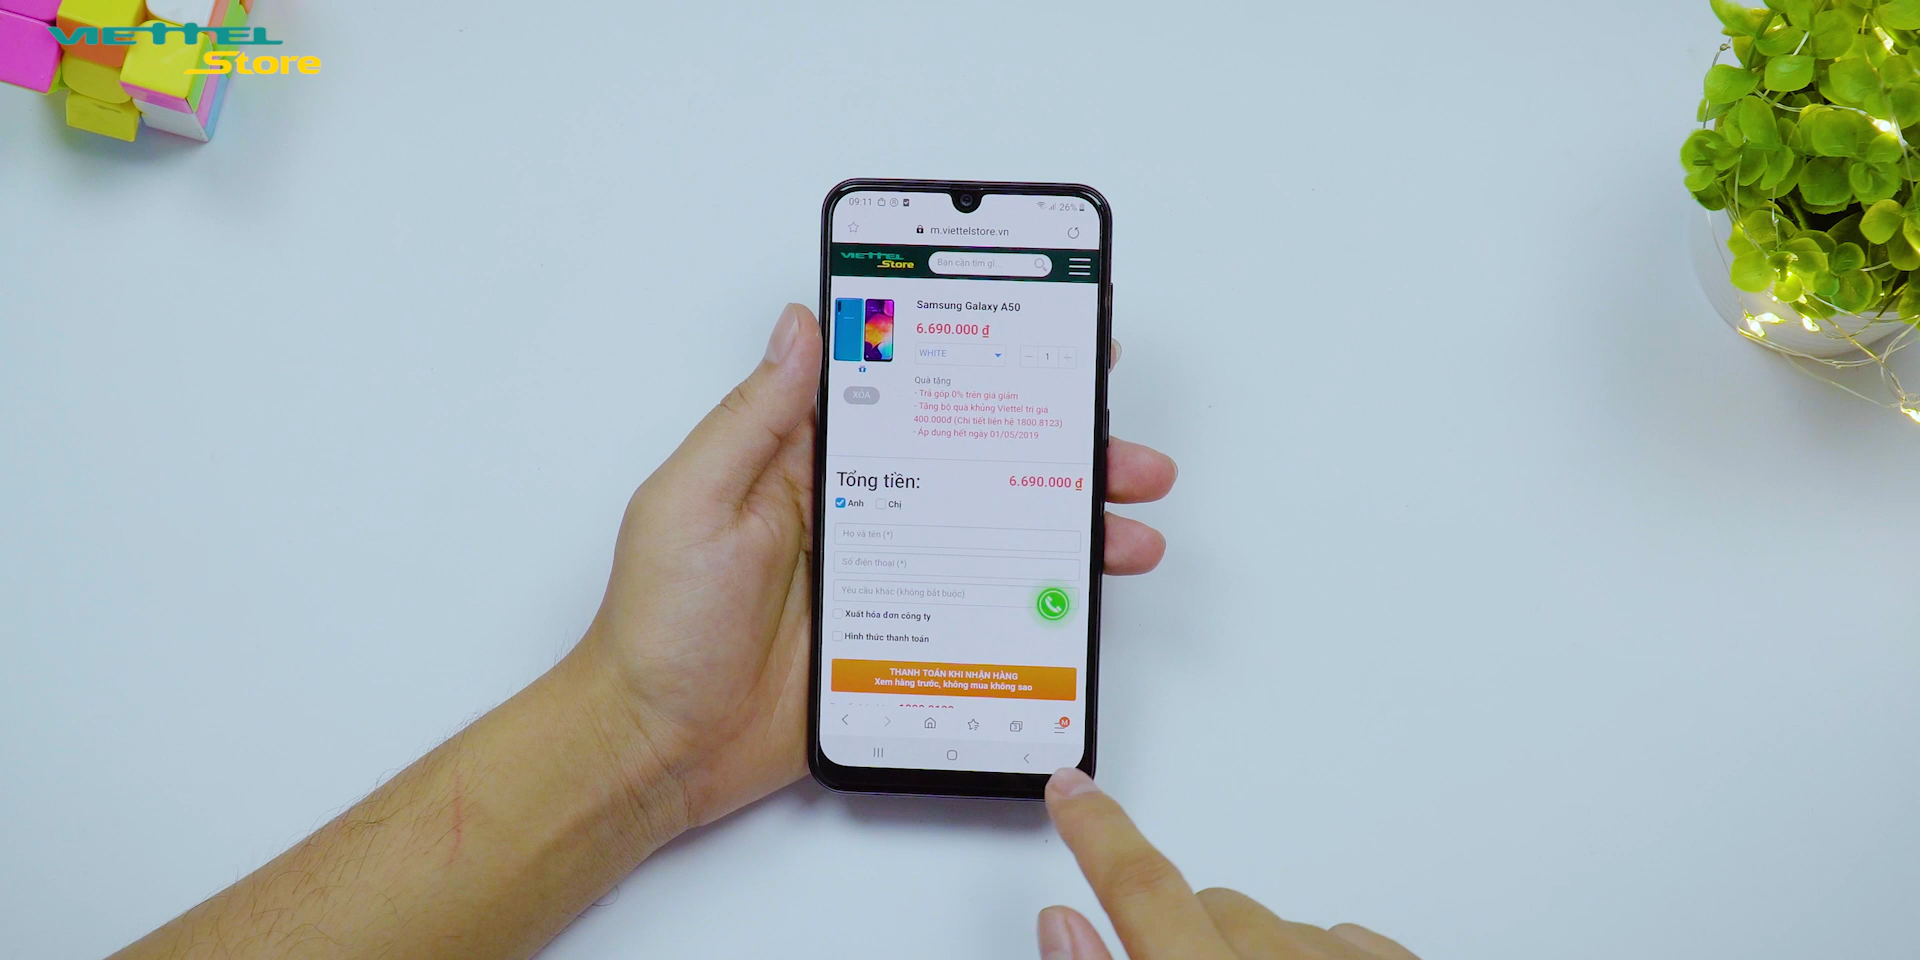 VIETTEL
Store
09:11
26%
m.viettelstore.vn
VIETTEL
Store
Bạn cần tìm gì...
Samsung Galaxy A50
6.690.000 ₫
WHITE
1
Quà tặng
XÓA
- Trả góp 0% trên giá giảm
- Tặng bộ quà khủng Viettel trị giá
400.000đ (Chi tiết liên hệ 1800.8123)
- Áp dụng hết ngày 01/05/2019
Tổng tiền:
6.690.000 ₫
Anh
Chị
Họ và tên (*)
Số điện thoại (*)
Yêu cầu khác (không bắt buộc)
Xuất hóa đơn công ty
Hình thức thanh toán
THANH TOÁN KHI NHẬN HÀNG
Xem hàng trước, không mua không sao
M